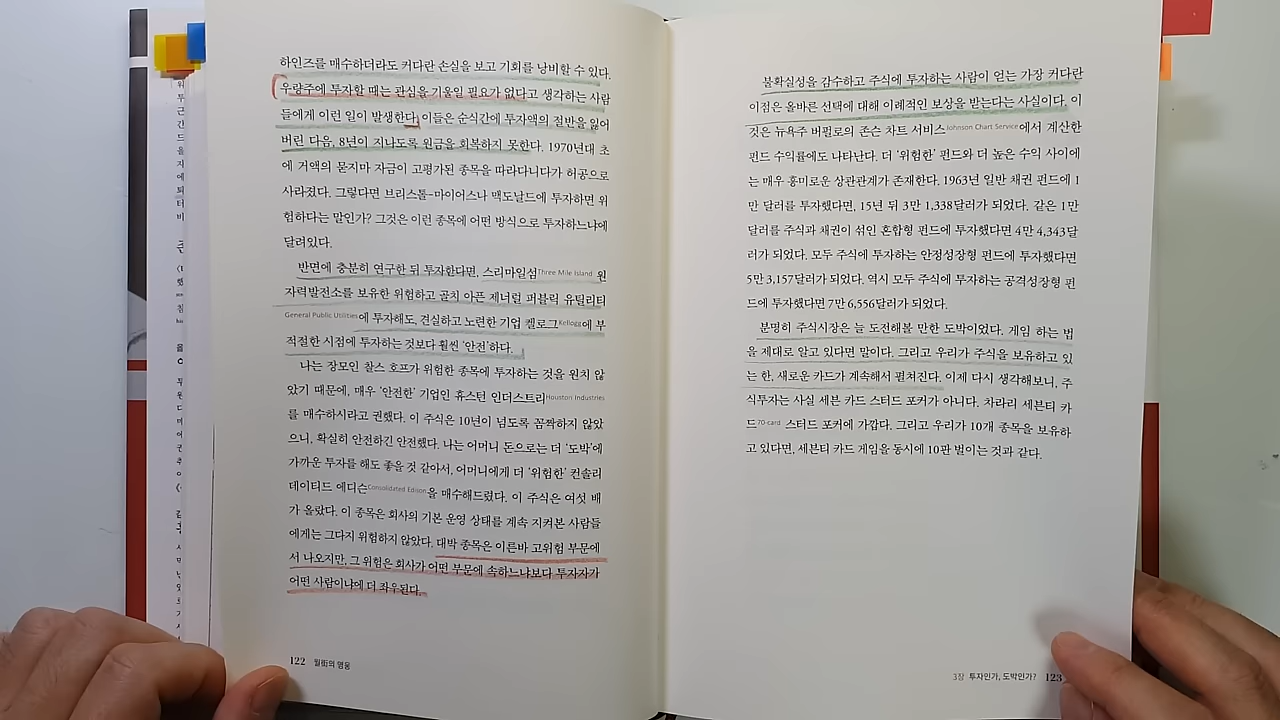 하인즈를 매수하더라도 커다란 손실을 보고 기회를 낭비할 수 있다.
우량주에 투자할 때는 관심을 기울일 필요가 없다고 생각하는 사람
들에게 이런 일이 발생한다. 이들은 순식간에 투자액의 절반을 잃어
버린 다음, 8년이 지나도록 원금을 회복하지 못한다. 1970년대 초
에 거액의 묻지마 자금이 고평가된 종목을 따라다니다가 허공으로
사라졌다. 그렇다면 브리스톨-마이어스나 맥도날드에 투자하면 위
험하다는 말인가? 그것은 이런 종목에 어떤 방식으로 투자하느냐에
달려있다.
반면에 충분히 연구한 뒤 투자한다면, 스리마일섬Three Mile Island 원
자력발전소를 보유한 위험하고 골치 아픈 제너럴 퍼블릭 유틸리티
General Public Utilities에 투자해도, 견실하고 노련한 기업 켈로그Kellogg에 부
적절한 시점에 투자하는 것보다 훨씬 '안전'하다.
나는 장모인 찰스 호프가 위험한 종목에 투자하는 것을 원치 않
았기 때문에, 매우 '안전한' 기업인 휴스턴 인더스트리Houston Industries
를 매수하시라고 권했다. 이 주식은 10년이 넘도록 꼼짝하지 않았
으니, 확실히 안전하긴 안전했다. 나는 어머니 돈으로는 더 '도박'에
가까운 투자를 해도 좋을 것 같아서, 어머니에게 더 '위험한' 컨솔리
데이티드 에디슨Consolidated Edison을 매수해드렸다. 이 주식은 여섯 배
가 올랐다. 이 종목은 회사의 기본 운영 상태를 계속 지켜본 사람들
에게는 그다지 위험하지 않았다. 대박 종목은 이른바 고위험 부문에
서 나오지만, 그 위험은 회사가 어떤 부문에 속하느냐보다 투자자가
어떤 사람이냐에 더 좌우된다.
122 월街의 영웅
불확실성을 감수하고 주식에 투자하는 사람이 얻는 가장 커다란
이점은 올바른 선택에 대해 이례적인 보상을 받는다는 사실이다. 이
것은 뉴욕주 버펄로의 존슨 차트 서비스Johnson Chart Service에서 계산한
펀드 수익률에도 나타난다. 더 '위험한' 펀드와 더 높은 수익 사이에
는 매우 흥미로운 상관관계가 존재한다. 1963년 일반 채권 펀드에 1
만 달러를 투자했다면, 15년 뒤 3만 1,338달러가 되었다. 같은 1만
달러를 주식과 채권이 섞인 혼합형 펀드에 투자했다면 4만 4,343달
러가 되었다. 모두 주식에 투자하는 안정성장형 펀드에 투자했다면
5만 3,157달러가 되었다. 역시 모두 주식에 투자하는 공격성장형 펀
드에 투자했다면 7만 6,556달러가 되었다.
분명히 주식시장은 늘 도전해볼 만한 도박이었다. 게임 하는 법
을 제대로 알고 있다면 말이다. 그리고 우리가 주식을 보유하고 있
는 한, 새로운 카드가 계속해서 펼쳐진다. 이제 다시 생각해보니, 주
식투자는 사실 세븐 카드 스터드 포커가 아니다. 차라리 세븐티 카
드70-card 스터드 포커에 가깝다. 그리고 우리가 10개 종목을 보유하
고 있다면, 세븐티 카드 게임을 동시에 10판 벌이는 것과 같다.
3장 투자인가, 도박인가? 123